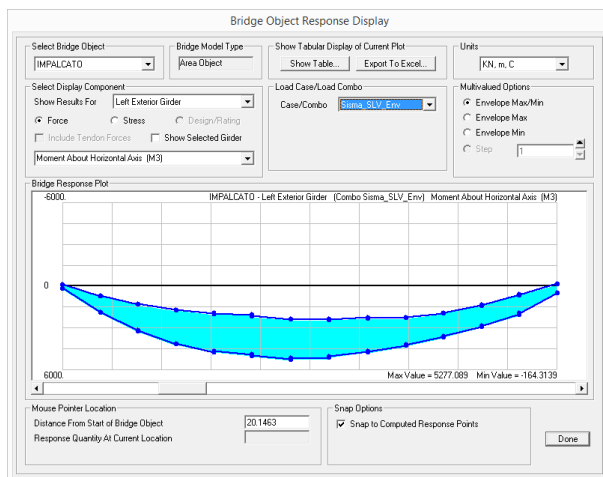 Bridge Object Response Display
Select Bridge Object
IMPALCATO
Bridge Model Type
Area Object
Show Tabular Display of Current Plot
Show Table...
Export To Excel...
Units
KN, m, C
Select Display Component
Show Results For
Left Exterior Girder
Force
Stress
Design/Rating
Include Tendon Forces
Show Selected Girder
Moment About Horizontal Axis (M3)
Load Case/Load Combo
Case/Combo
Sisma_SLV_Env
Multivalued Options
Envelope Max/Min
Envelope Max
Envelope Min
Step
1
Bridge Response Plot
-6000.
IMPALCATO - Left Exterior Girder (Combo Sisma_SLV_Env) Moment About Horizontal Axis (M3)
0
6000.
Max Value = 5277.089 Min Value = -164.3139
Mouse Pointer Location
Distance From Start of Bridge Object
20.1463
Response Quantity At Current Location
Snap Options
Snap to Computed Response Points
Done